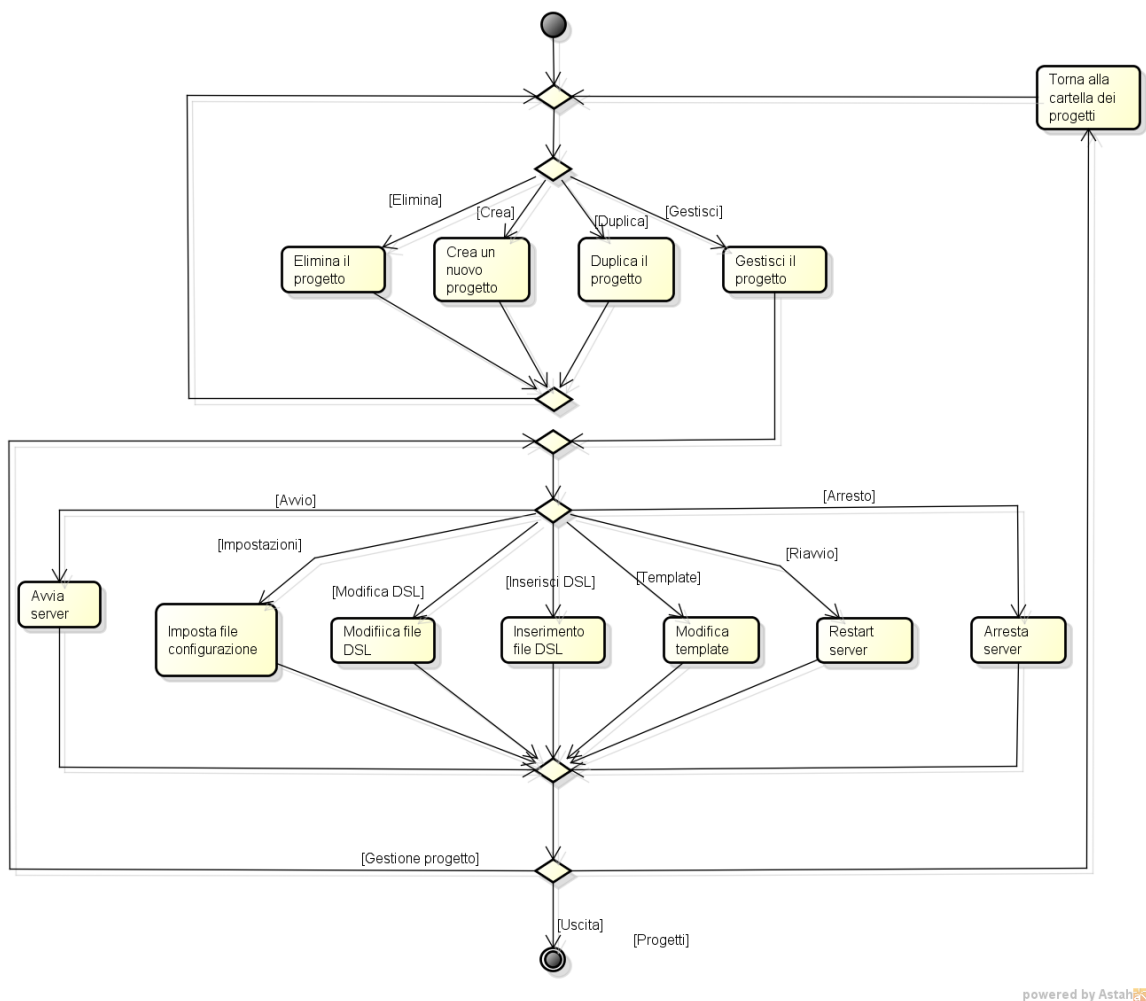 Torna alla
cartella dei
progetti
[Elimina]
[Crea]
[Duplica]
[Gestisci]
Elimina il
progetto
Crea un
nuovo
progetto
Duplica il
progetto
Gestisci il
progetto
[Avvio]
[Arresto]
[Impostazioni]
[Modifica DSL]
[Inserisci DSL]
[Template]
[Riavvio]
Avvia
server
Imposta file
configurazione
Modifiica file
DSL
Inserimento
file DSL
Modifica
template
Restart
server
Arresta
server
[Gestione progetto]
[Uscita]
[Progetti]
powered by Astah